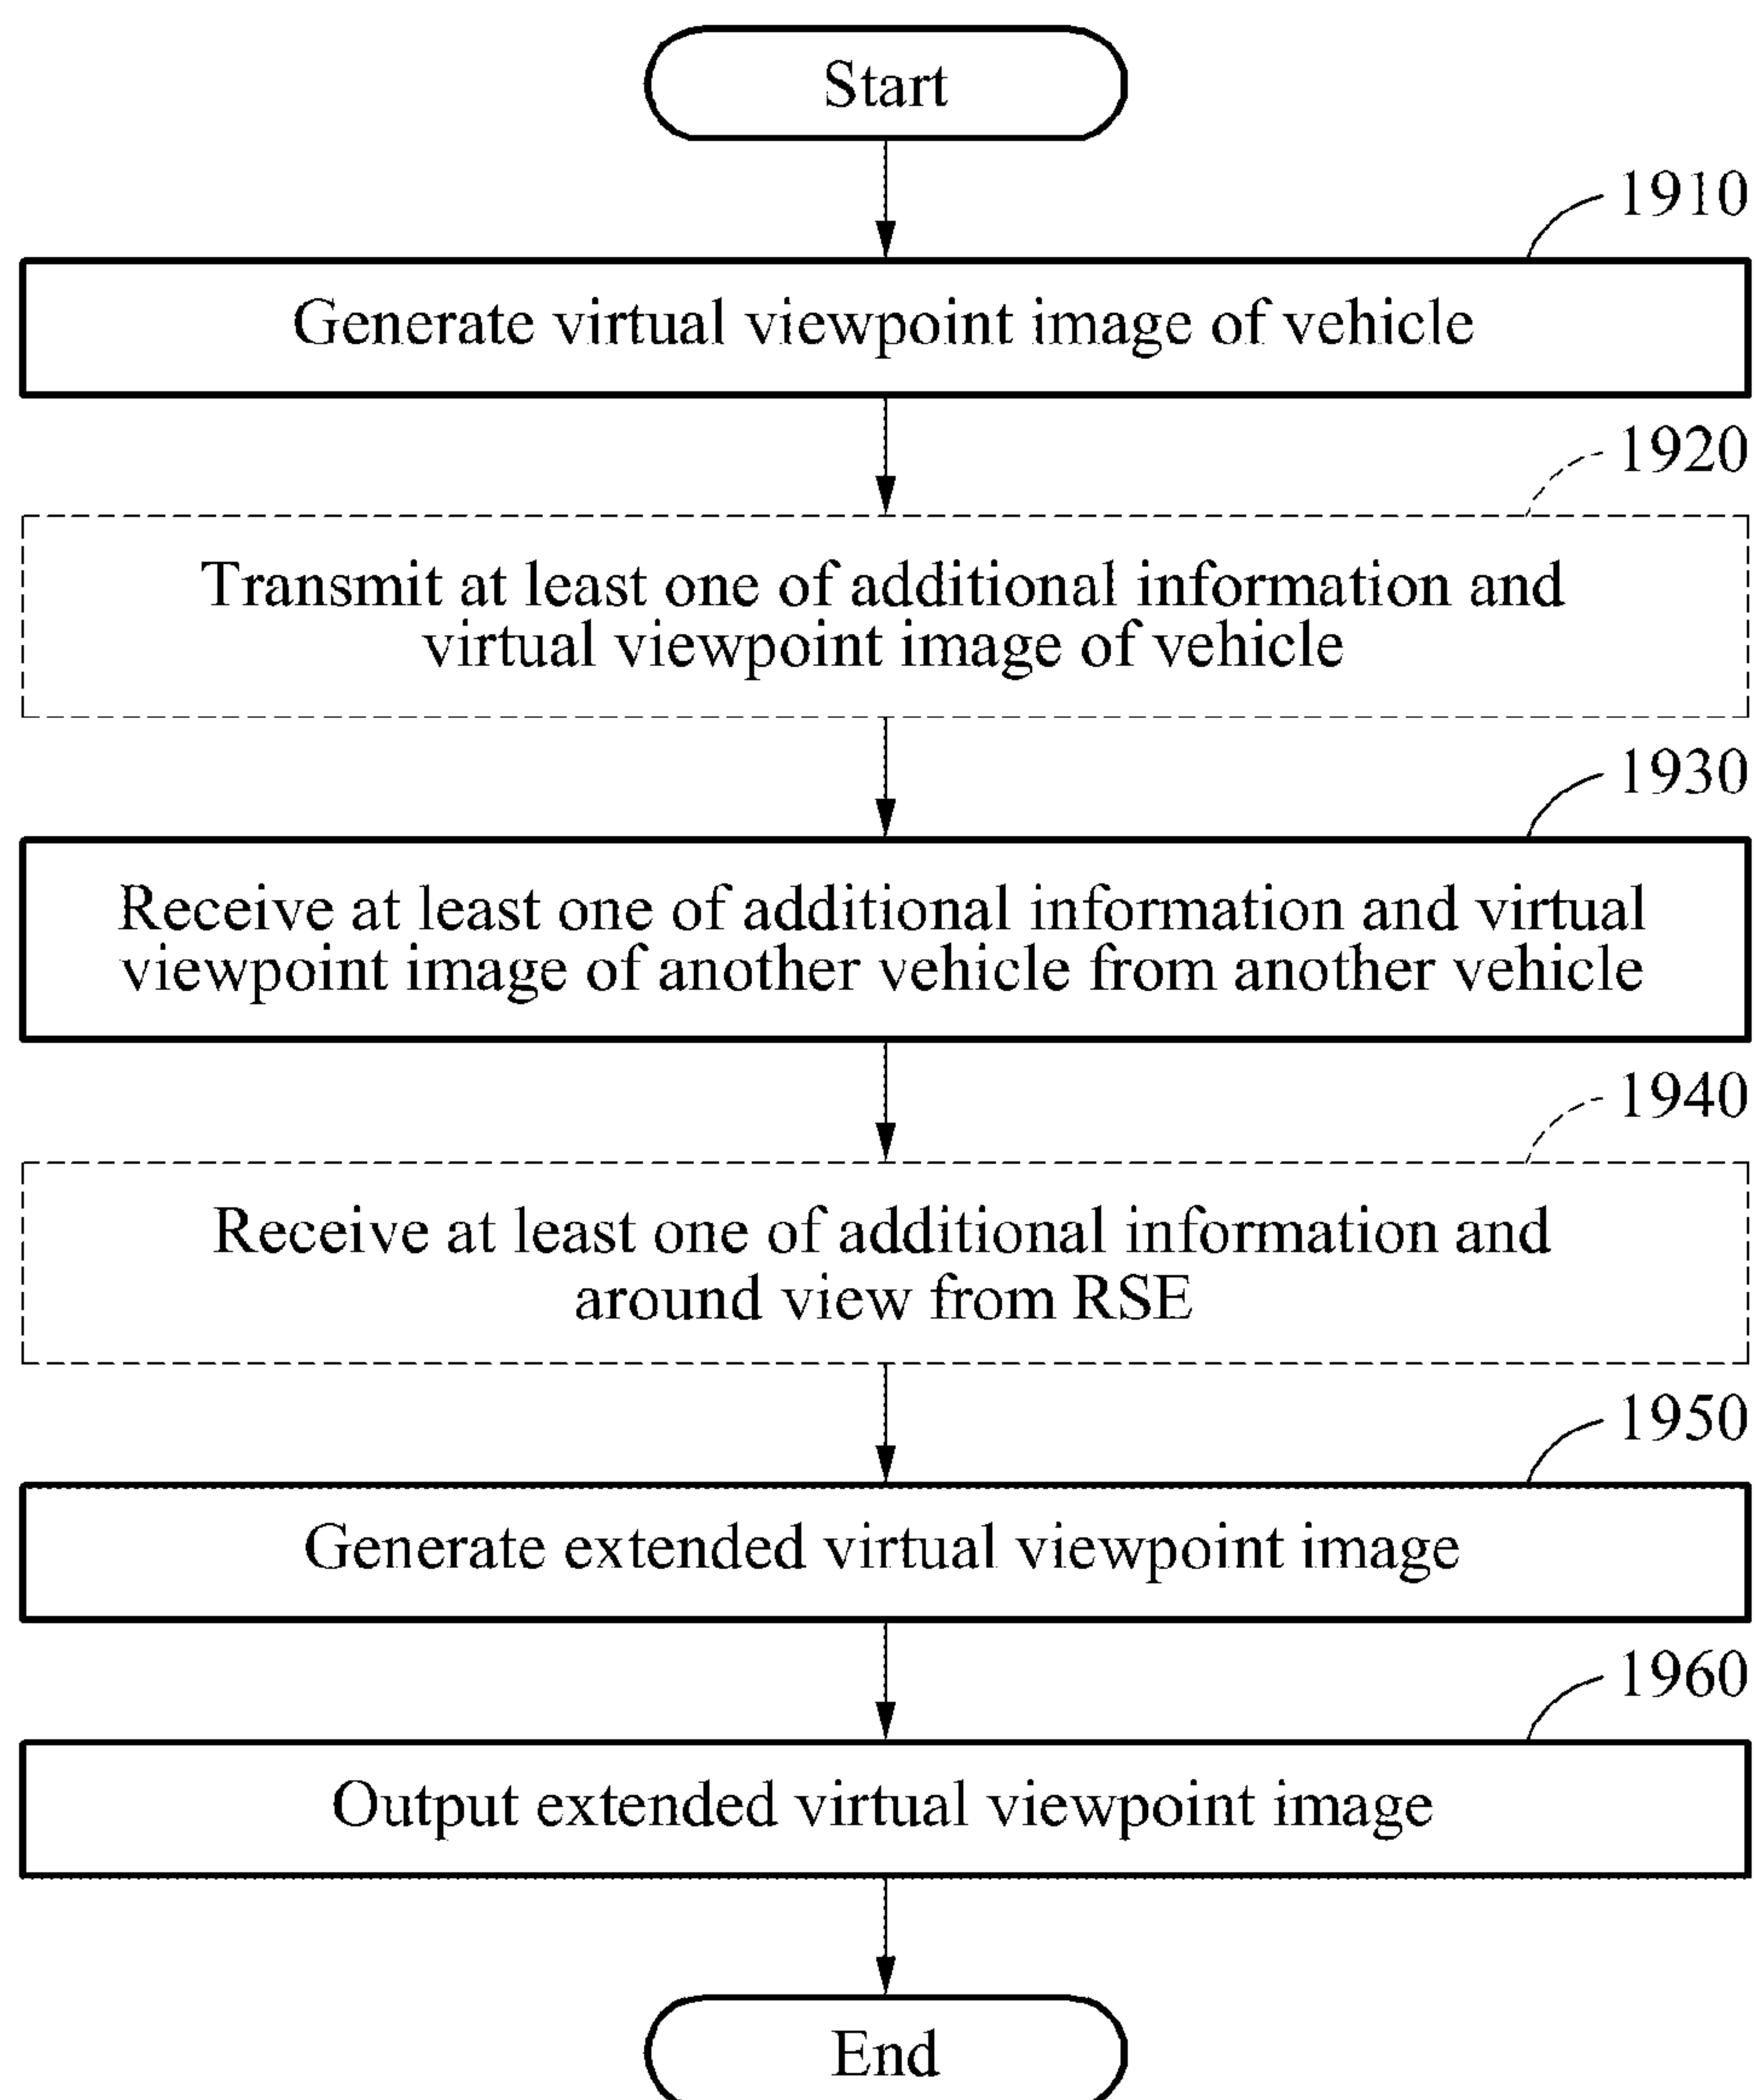 Start
1910
Generate virtual viewpoint image of vehicle
1920
Transmit at least one of additional information and
virtual viewpoint image of vehicle
1930
Receive at least one of additional information and virtual
viewpoint image of another vehicle from another vehicle
1940
Receive at least one of additional information and
around view from RSE
1950
Generate extended virtual viewpoint image
1960
Output extended virtual viewpoint image
End